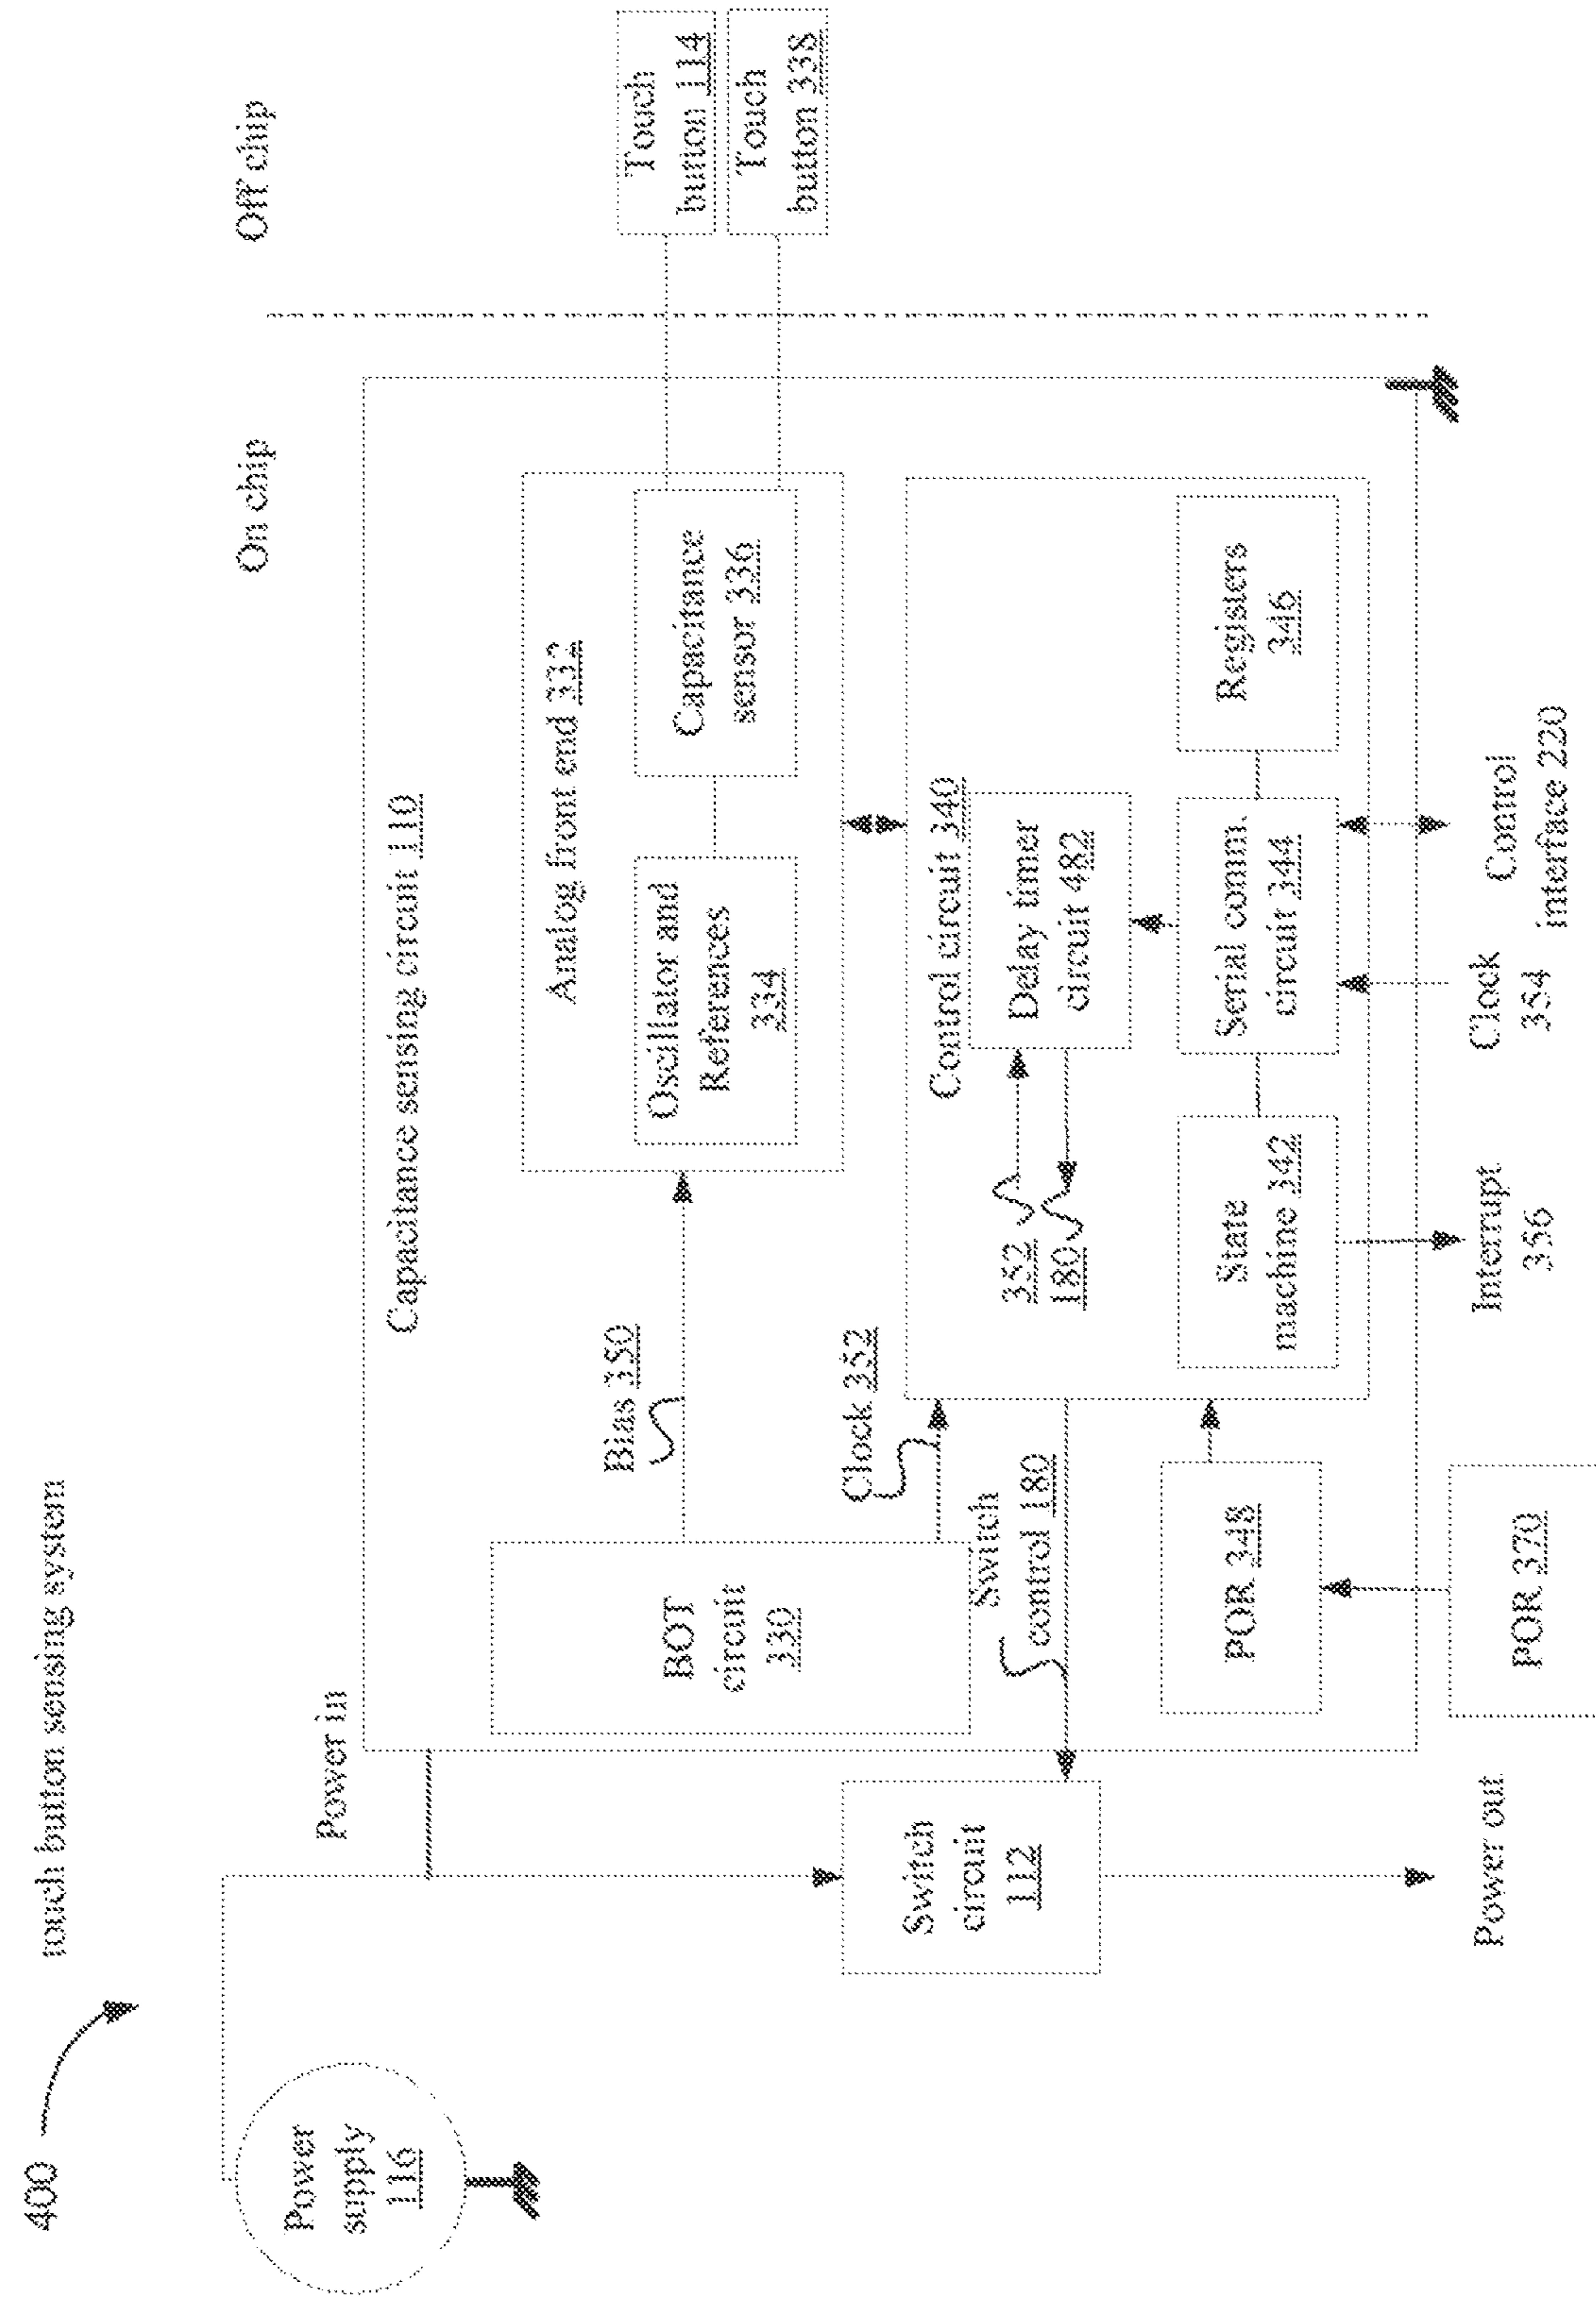 400
touch button sensing system
On chip
Off chip
Power in
Power
supply
116
Capacitance sensing circuit 110
Analog front end 332
Oscillator and
References
334
Capacitance
sensor 336
Touch
button 114
Touch
button 338
BOT
circuit
330
Bias 350
Clock 352
Switch
control 180
Control circuit 340
352
180
Delay timer
circuit 482
State
machine 342
Serial comm.
circuit 344
Registers
346
Switch
circuit
112
POR 348
POR 370
Power out
Interrupt
356
Clock
354
Control
interface 220